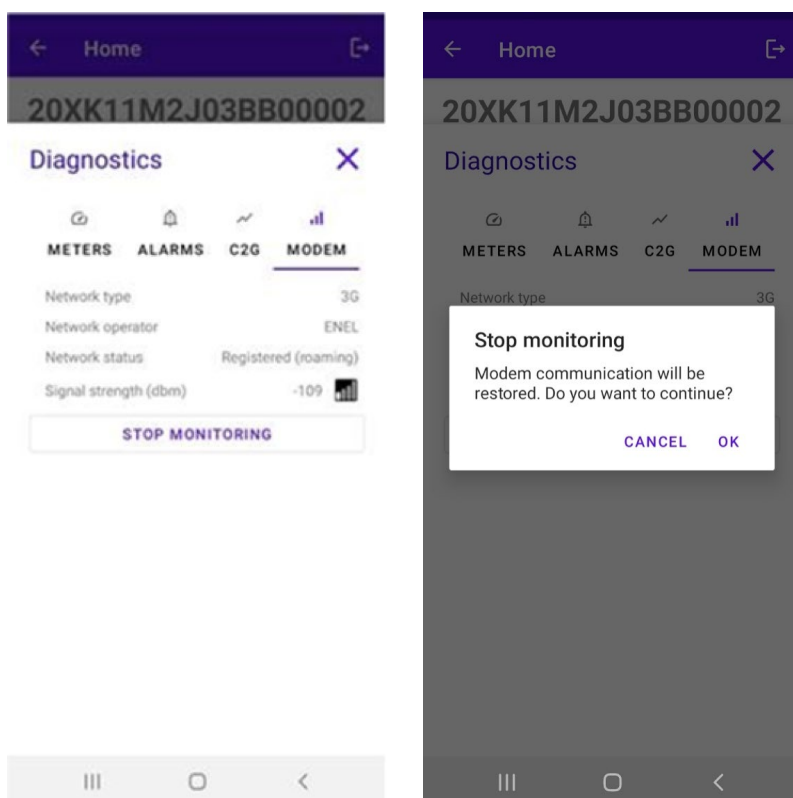 Home
20XK11M2J03BB00002
Diagnostics
METERS ALARMS C2G MODEM
Network type 3G
Network operator ENEL
Network status Registered (roaming)
Signal strength (dbm) -109
STOP MONITORING
Home
20XK11M2J03BB00002
Diagnostics
METERS ALARMS C2G MODEM
Network type 3G
Stop monitoring
Modem communication will be
restored. Do you want to continue?
CANCEL OK